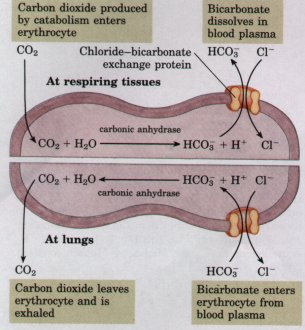 Carbon dioxide produced
by catabolism enters
erythrocyte
Bicarbonate
dissolves in
blood plasma
CO₂
Chloride–bicarbonate
exchange protein
HCO₃⁻
Cl⁻
At respiring tissues
carbonic anhydrase
CO₂ + H₂O
HCO₃⁻ + H⁺
Cl⁻
CO₂ + H₂O
HCO₃⁻ + H⁺
Cl⁻
carbonic anhydrase
At lungs
CO₂
HCO₃⁻
Cl⁻
Carbon dioxide leaves
erythrocyte and is
exhaled
Bicarbonate enters
erythrocyte from
blood plasma